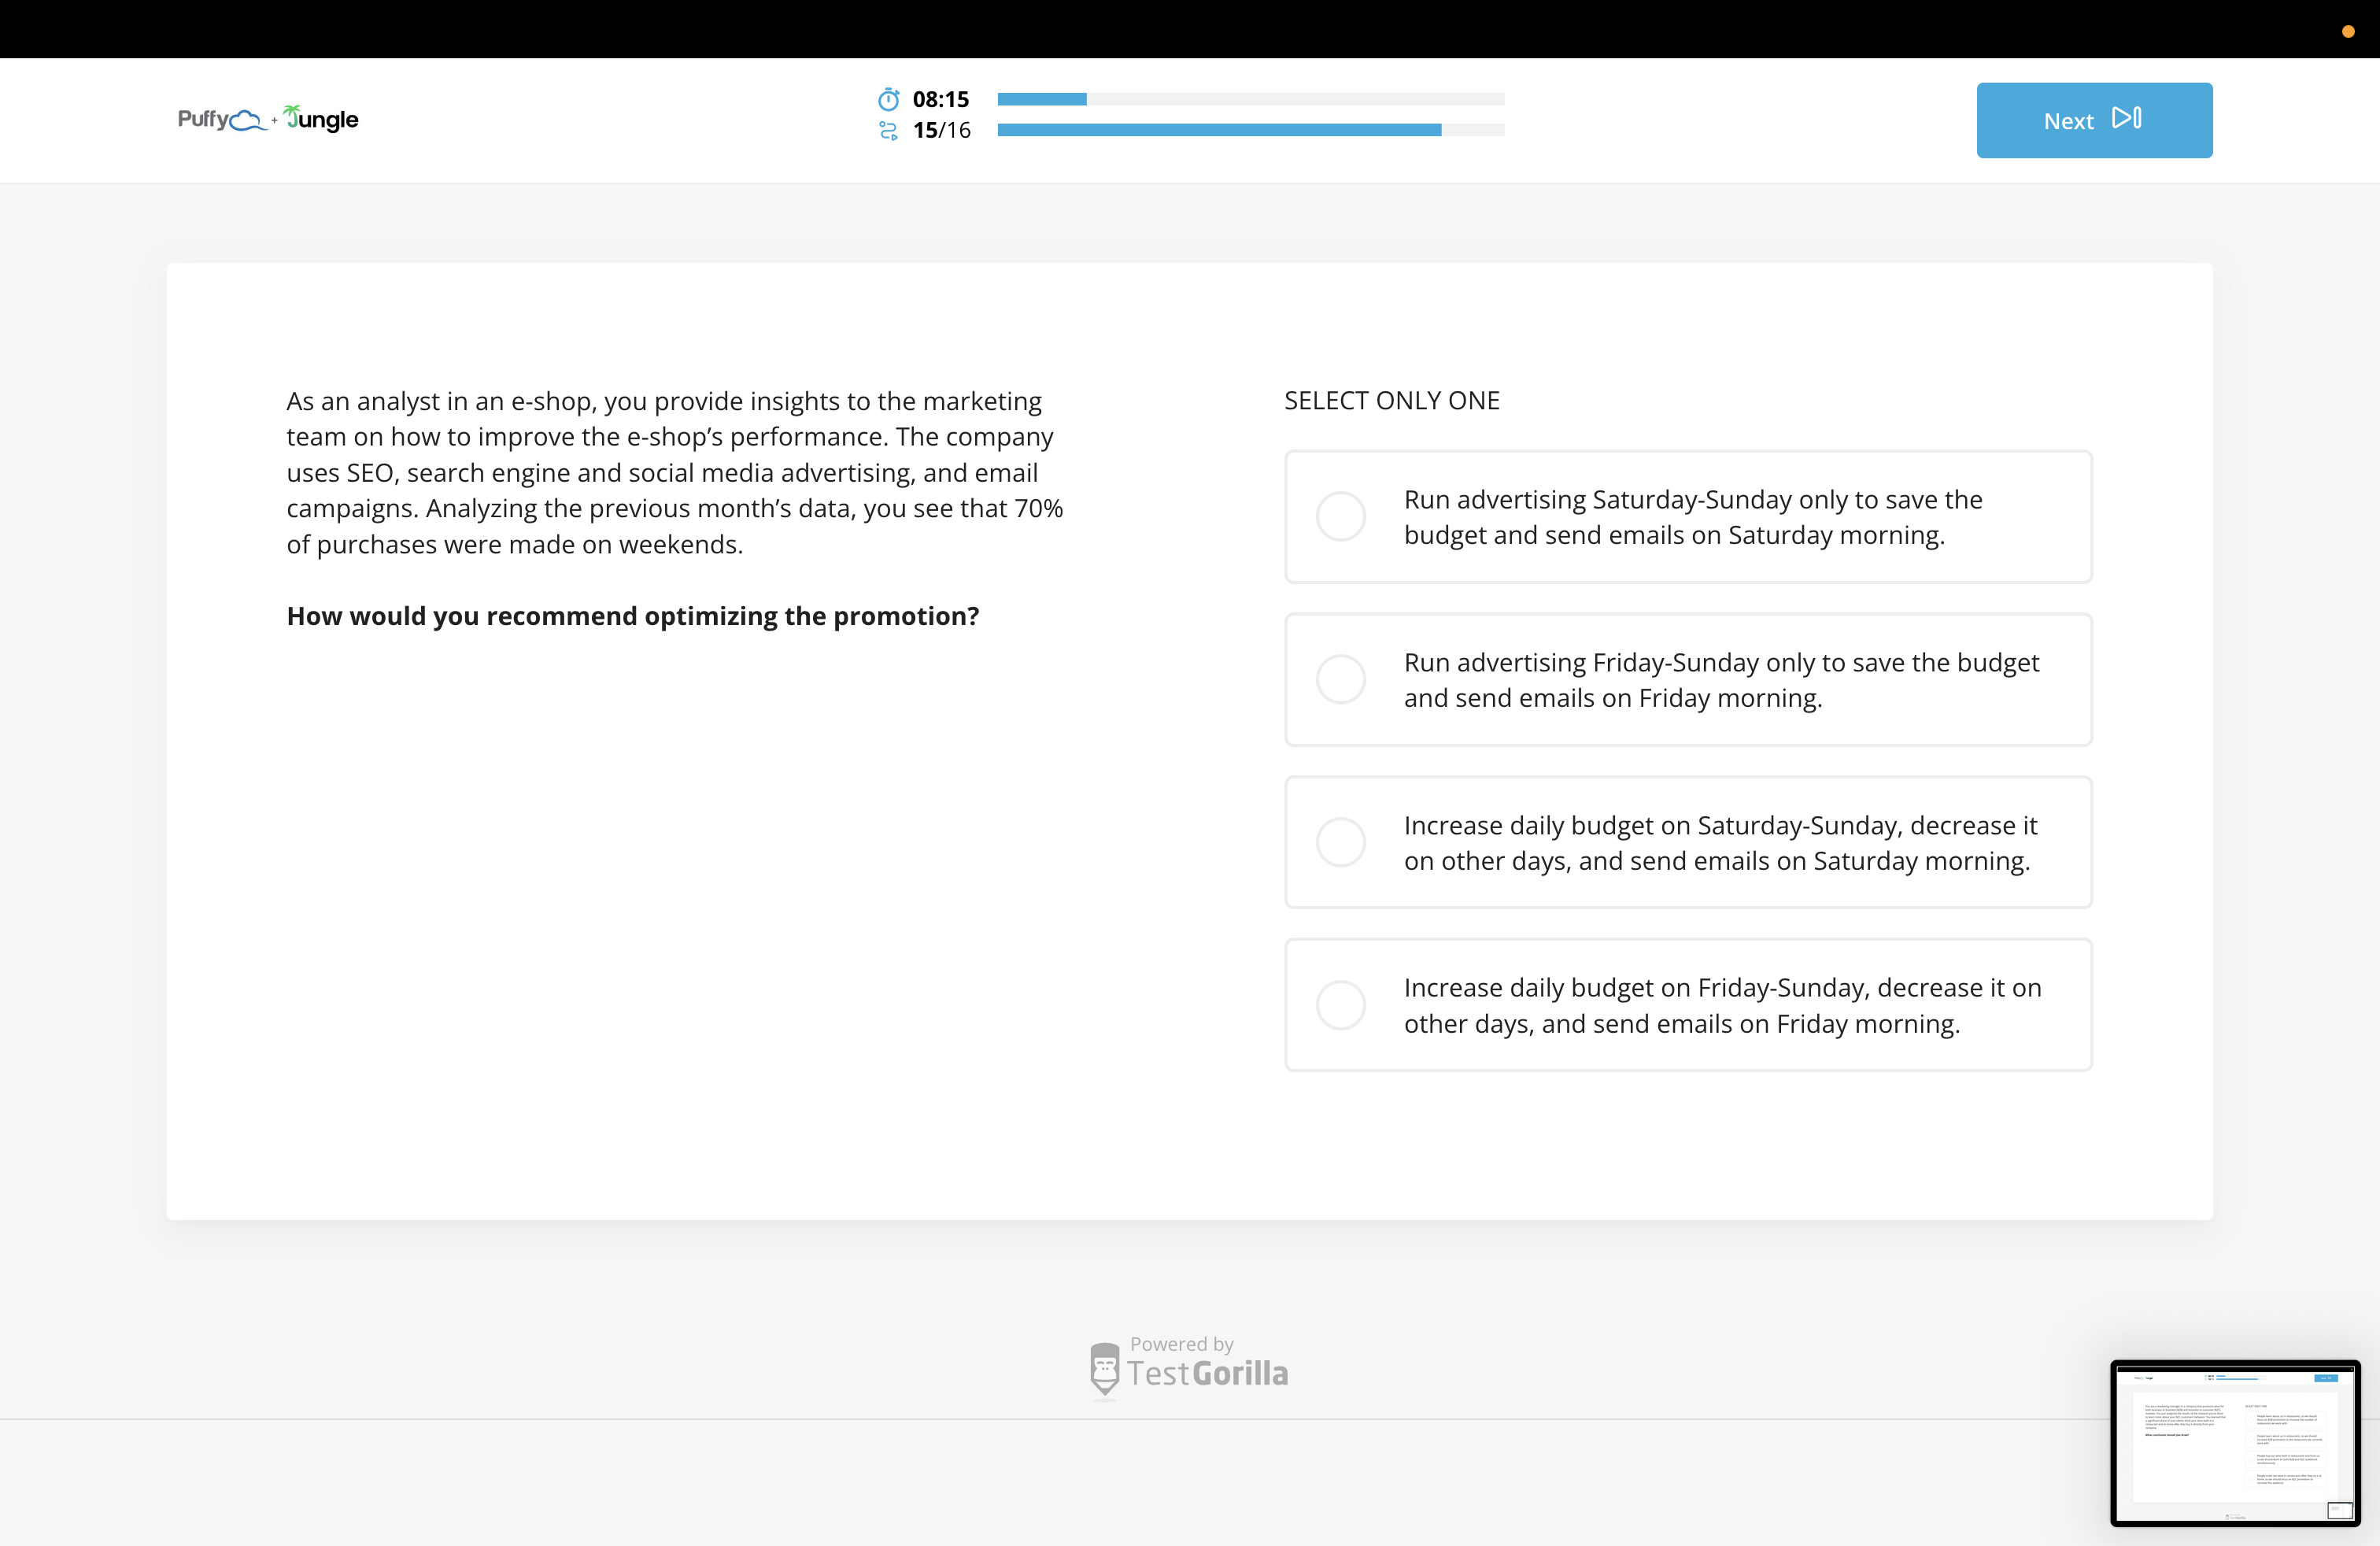 Puffy + Jungle
08:15
15/16
Next
As an analyst in an e-shop, you provide insights to the marketing
team on how to improve the e-shop’s performance. The company
uses SEO, search engine and social media advertising, and email
campaigns. Analyzing the previous month’s data, you see that 70%
of purchases were made on weekends.
How would you recommend optimizing the promotion?
SELECT ONLY ONE
Run advertising Saturday-Sunday only to save the
budget and send emails on Saturday morning.
Run advertising Friday-Sunday only to save the budget
and send emails on Friday morning.
Increase daily budget on Saturday-Sunday, decrease it
on other days, and send emails on Saturday morning.
Increase daily budget on Friday-Sunday, decrease it on
other days, and send emails on Friday morning.
Powered by
TestGorilla